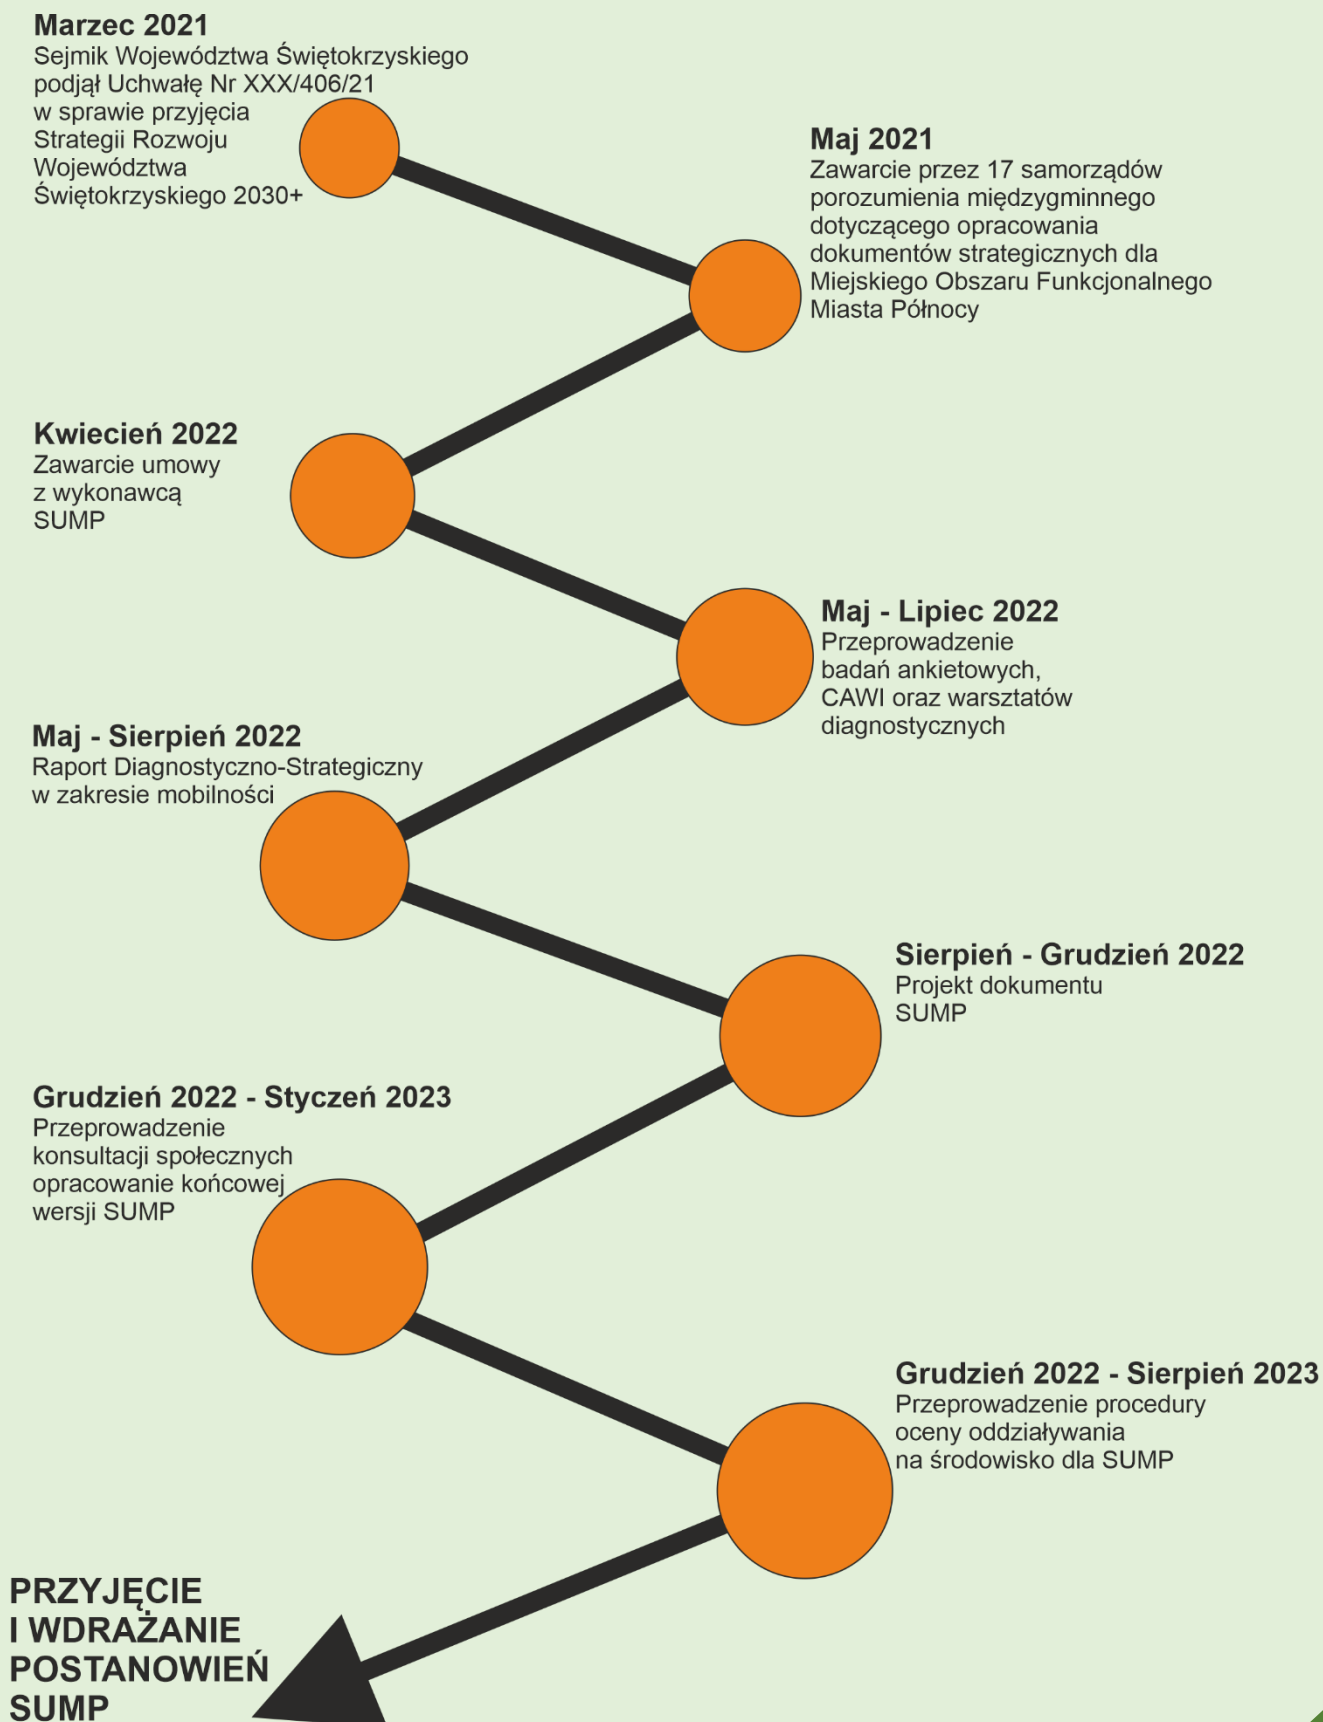 Marzec 2021
Sejmik Województwa Świętokrzyskiego
podjął Uchwałę Nr XXX/406/21
w sprawie przyjęcia
Strategii Rozwoju
Województwa
Świętokrzyskiego 2030+
Maj 2021
Zawarcie przez 17 samorządów
porozumienia międzygminnego
dotyczącego opracowania
dokumentów strategicznych dla
Miejskiego Obszaru Funkcjonalnego
Miasta Północy
Kwiecień 2022
Zawarcie umowy
z wykonawcą
SUMP
Maj - Lipiec 2022
Przeprowadzenie
badań ankietowych,
CAWI oraz warsztatów
diagnostycznych
Maj - Sierpień 2022
Raport Diagnostyczno-Strategiczny
w zakresie mobilności
Sierpień - Grudzień 2022
Projekt dokumentu
SUMP
Grudzień 2022 - Styczeń 2023
Przeprowadzenie
konsultacji społecznych
opracowanie końcowej
wersji SUMP
Grudzień 2022 - Sierpień 2023
Przeprowadzenie procedury
oceny oddziaływania
na środowisko dla SUMP
PRZYJĘCIE
I WDRAŻANIE
POSTANOWIEŃ
SUMP